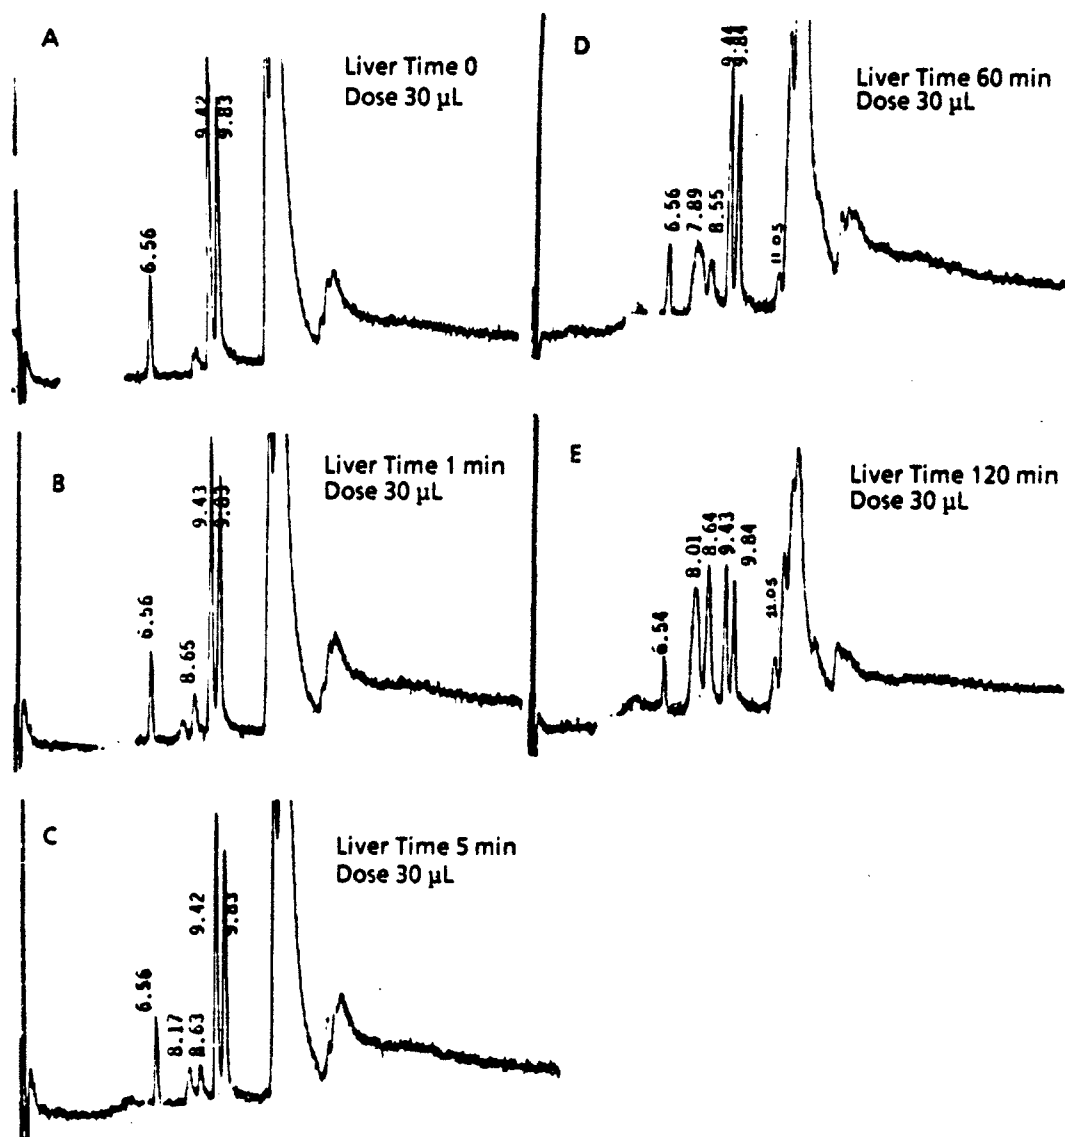 A
Liver Time 0
Dose 30 µL
6.56
9.42
9.83
B
Liver Time 1 min
Dose 30 µL
6.56
8.65
9.43
9.83
C
Liver Time 5 min
Dose 30 µL
6.56
8.17
8.63
9.42
9.83
D
Liver Time 60 min
Dose 30 µL
6.56
7.89
8.55
9.44
9.84
11.05
E
Liver Time 120 min
Dose 30 µL
6.54
8.01
8.64
9.43
9.84
11.05